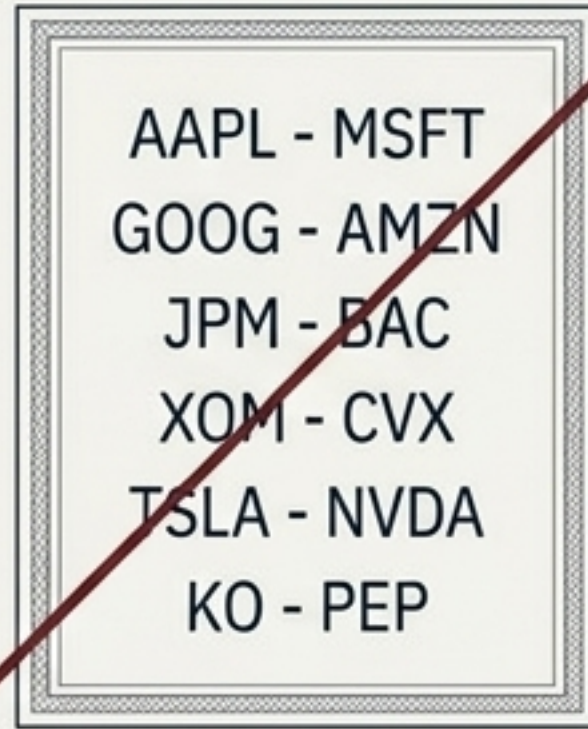 AAPL - MSFT
GOOG - AMZN
JPM - BAC
XOM - CVX
TSLA - NVDA
KO - PEP